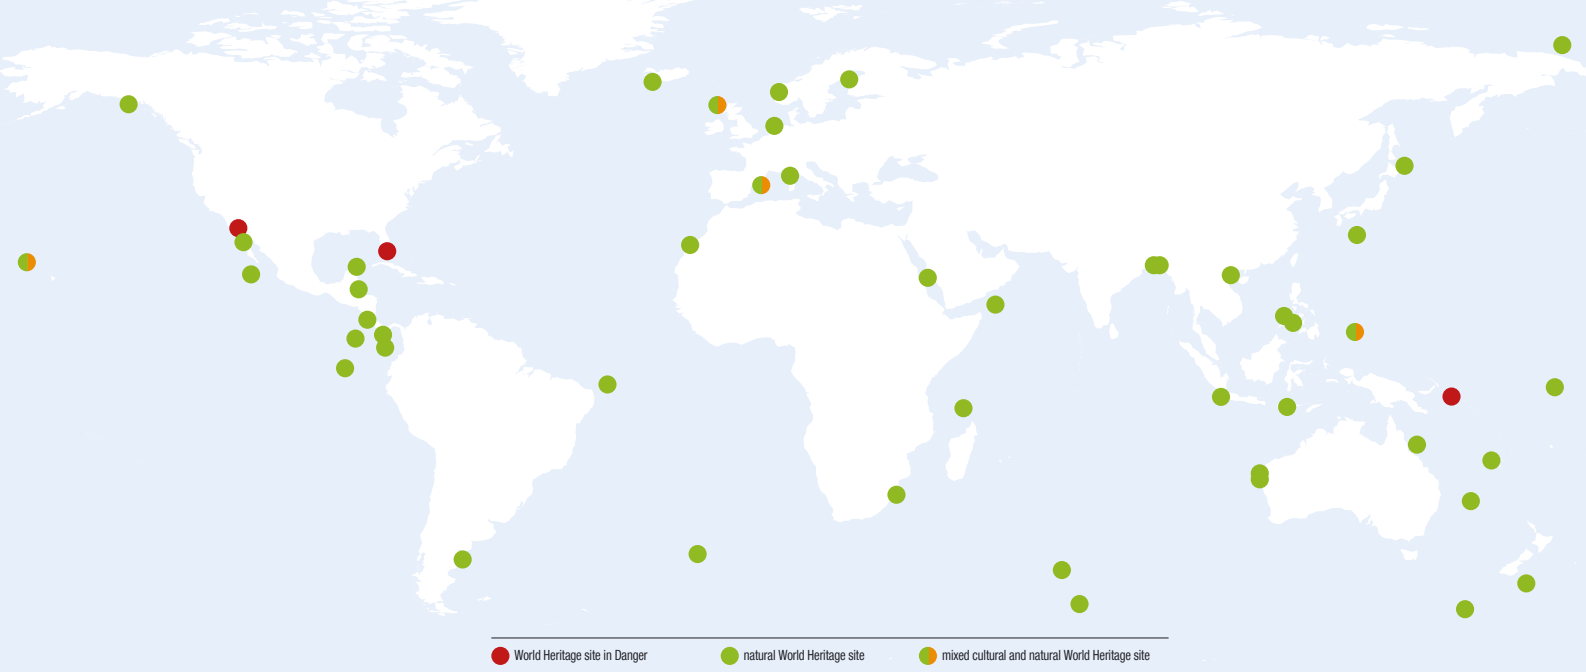 World Heritage site in Danger
natural World Heritage site
mixed cultural and natural World Heritage site